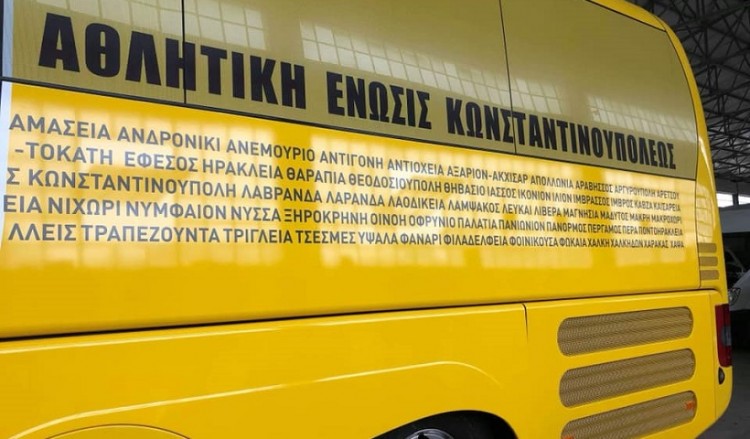 ΑΘΛΗΤΙΚΗ ΕΝΩΣΙΣ ΚΩΝΣΤΑΝΤΙΝΟΥΠΟΛΕΩΣ
ΑΜΑΣΕΙΑ ΑΝΔΡΟΝΙΚΙ ΑΝΕΜΟΥΡΙΟ ΑΝΤΙΓΟΝΗ ΑΝΤΙΟΧΕΙΑ ΑΞΑΡΙΟΝ-ΑΚΧΙΣΑΡ ΑΠΟΛΛΩΝΙΑ ΑΡΑΒΗΣΣΟΣ ΑΡΓΥΡΟΥΠΟΛΗ ΑΡΕΤΣΟΥ
-ΤΟΚΑΤΗ ΕΦΕΣΟΣ ΗΡΑΚΛΕΙΑ ΘΑΡΑΠΙΑ ΘΕΟΔΟΣΙΟΥΠΟΛΗ ΘΗΒΑΣΙΟ ΙΑΣΣΟΣ ΙΚΟΝΙΟΝ ΙΛΙΟΝ ΙΜΒΡΑΣΣΟΣ ΙΜΒΡΟΣ ΚΑΒΖΑ ΚΑΙΣΑΡΕΙΑ
Σ ΚΩΝΣΤΑΝΤΙΝΟΥΠΟΛΗ ΛΑΒΡΑΝΔΑ ΛΑΡΑΝΔΑ ΛΑΟΔΙΚΕΙΑ ΛΑΜΨΑΚΟΣ ΛΕΥΚΑΙ ΛΙΒΕΡΑ ΜΑΓΝΗΣΙΑ ΜΑΔΥΤΟΣ ΜΑΚΡΗ ΜΑΚΡΟΧΩΡΙ
ΕΙΑ ΝΙΧΩΡΙ ΝΥΜΦΑΙΟΝ ΝΥΣΣΑ ΞΗΡΟΚΡΗΝΗ ΟΙΝΟΗ ΟΦΡΥΝΙΟ ΠΑΛΑΤΙΑ ΠΑΝΙΩΝΙΟΝ ΠΑΝΟΡΜΟΣ ΠΕΡΓΑΜΟΣ ΠΕΡΑ ΠΟΝΤΟΗΡΑΚΛΕΙΑ
ΛΛΕΙΣ ΤΡΑΠΕΖΟΥΝΤΑ ΤΡΙΓΛΕΙΑ ΤΣΕΣΜΕΣ ΥΨΑΛΑ ΦΑΝΑΡΙ ΦΙΛΑΔΕΛΦΕΙΑ ΦΟΙΝΙΚΟΥΣΑ ΦΩΚΑΙΑ ΧΑΛΚΗ ΧΑΛΚΗΔΩΝ ΧΑΡΑΚΑΣ ΧΑΦΑ